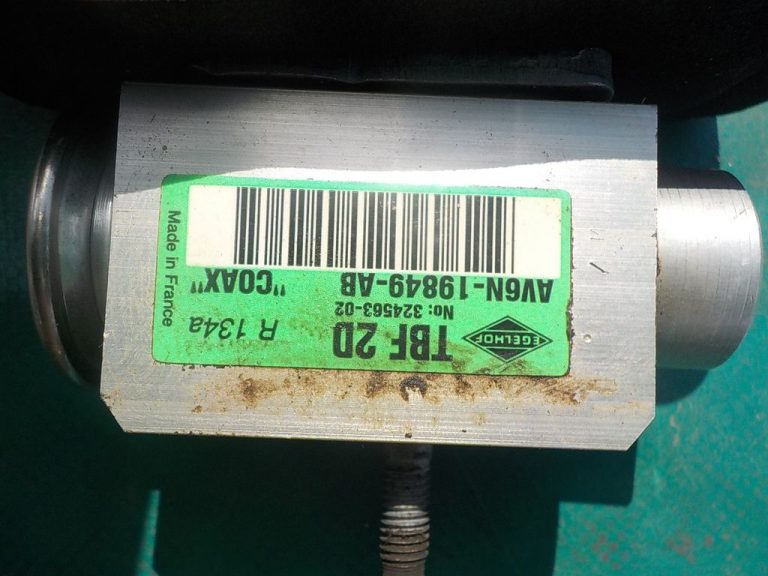 EGELHOF
TBF 2D
R 134a
No: 324563-02
AV6N-19849-AB
"COAX"
Made in France